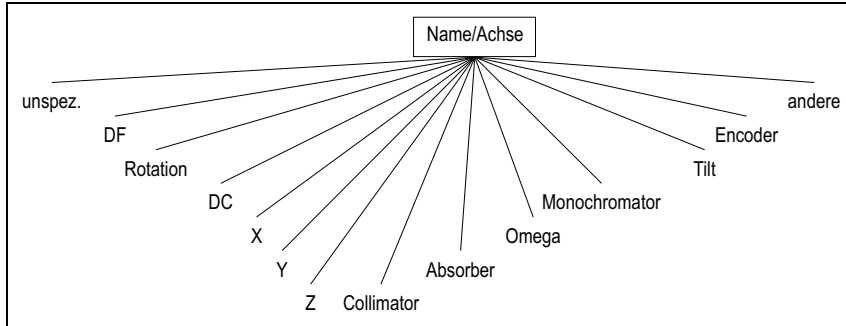 Name/Achse
unspez.
andere
DF
Encoder
Rotation
Tilt
DC
Monochromator
X
Omega
Y
Absorber
Z
Collimator